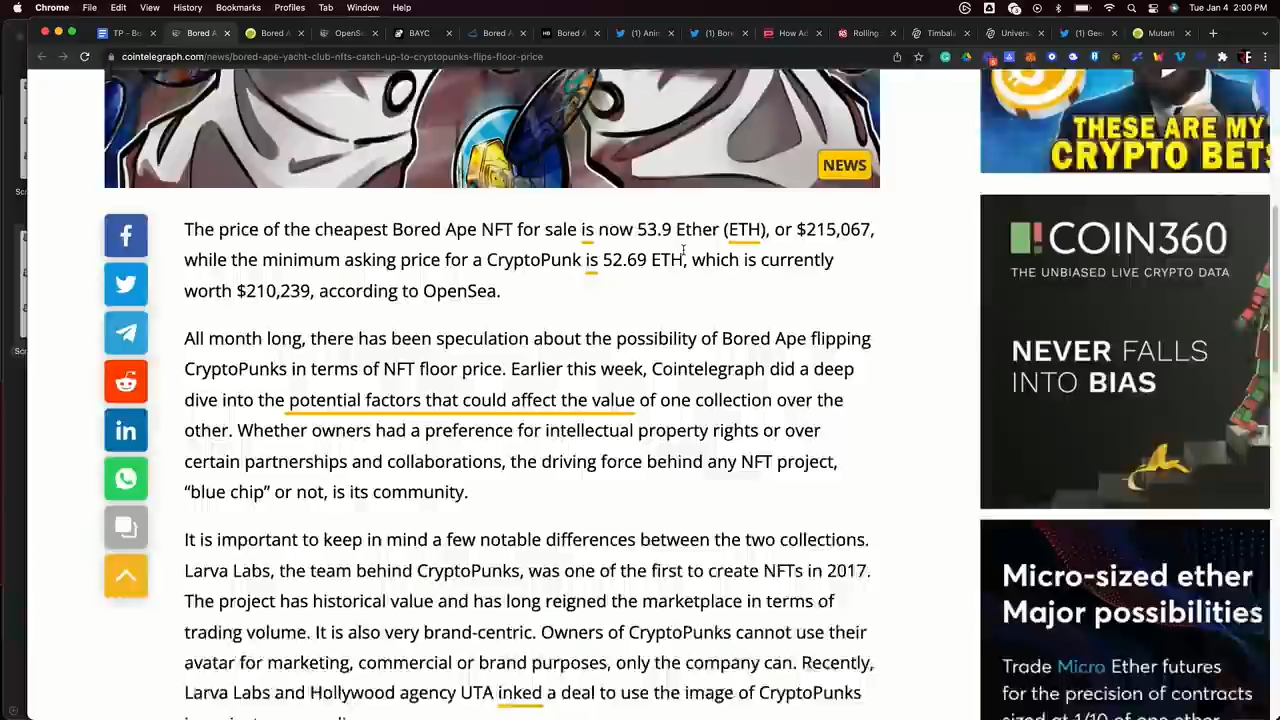 Chrome File Edit View History Bookmarks Profiles Tab Window Help
Tue Jan 4 2:00 PM
TP - Bo
Bored A
Bored A
OpenSe
BAYC
Bored A
Bored A
(1) Anin
(1) Bore
How Ad
Rolling
Timbala
Univers
(1) Gee
Mutant
cointelegraph.com/news/bored-ape-yacht-club-nfts-catch-up-to-cryptopunks-flips-floor-price
NEWS
THESE ARE MY
CRYPTO BETS
The price of the cheapest Bored Ape NFT for sale is now 53.9 Ether (ETH), or $215,067,
while the minimum asking price for a CryptoPunk is 52.69 ETH, which is currently
worth $210,239, according to OpenSea.
All month long, there has been speculation about the possibility of Bored Ape flipping
CryptoPunks in terms of NFT floor price. Earlier this week, Cointelegraph did a deep
dive into the potential factors that could affect the value of one collection over the
other. Whether owners had a preference for intellectual property rights or over
certain partnerships and collaborations, the driving force behind any NFT project,
“blue chip” or not, is its community.
It is important to keep in mind a few notable differences between the two collections.
Larva Labs, the team behind CryptoPunks, was one of the first to create NFTs in 2017.
The project has historical value and has long reigned the marketplace in terms of
trading volume. It is also very brand-centric. Owners of CryptoPunks cannot use their
avatar for marketing, commercial or brand purposes, only the company can. Recently,
Larva Labs and Hollywood agency UTA inked a deal to use the image of CryptoPunks
COIN360
THE UNBIASED LIVE CRYPTO DATA
NEVER FALLS
INTO BIAS
Micro-sized ether
Major possibilities
Trade Micro Ether futures
for the precision of contracts
sized at 1/10 of one ether
Scr
Scr